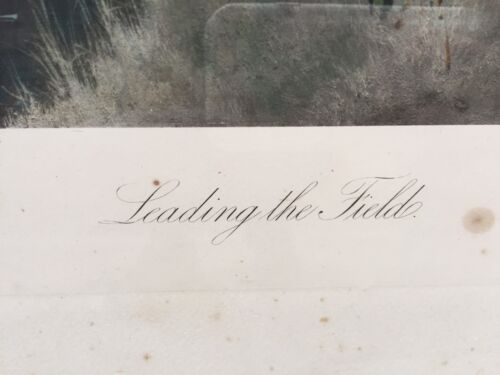 Leading the Field.